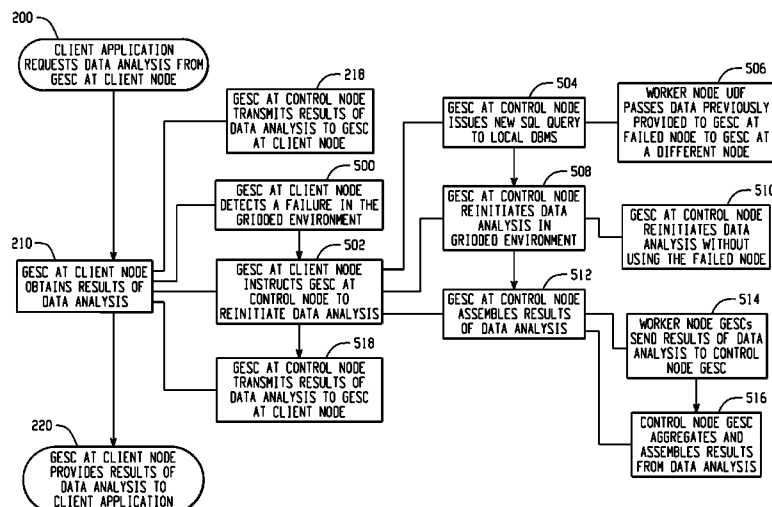 200
CLIENT APPLICATION
REQUESTS DATA ANALYSIS FROM
GESC AT CLIENT NODE
218
GESC AT CONTROL NODE
TRANSMITS RESULTS OF
DATA ANALYSIS TO GESC
AT CLIENT NODE
500
GESC AT CLIENT NODE
DETECTS A FAILURE IN THE
GRIDDED ENVIRONMENT
210
GESC AT CLIENT NODE
OBTAINS RESULTS OF
DATA ANALYSIS
502
GESC AT CLIENT NODE
INSTRUCTS GESC AT
CONTROL NODE TO
REINITIATE DATA ANALYSIS
518
GESC AT CONTROL NODE
TRANSMITS RESULTS OF
DATA ANALYSIS TO GESC
AT CLIENT NODE
220
GESC AT CLIENT NODE
PROVIDES RESULTS OF
DATA ANALYSIS TO
CLIENT APPLICATION
504
GESC AT CONTROL NODE
ISSUES NEW SQL QUERY
TO LOCAL DBMS
506
WORKER NODE UDF
PASSES DATA PREVIOUSLY
PROVIDED TO GESC AT
FAILED NODE TO GESC AT
A DIFFERENT NODE
508
GESC AT CONTROL NODE
REINITIATES DATA
ANALYSIS IN
GRIDDED ENVIRONMENT
510
GESC AT CONTROL NODE
REINITIATES DATA
ANALYSIS WITHOUT
USING THE FAILED NODE
512
GESC AT CONTROL NODE
ASSEMBLES RESULTS
OF DATA ANALYSIS
514
WORKER NODE GESCs
SEND RESULTS OF DATA
ANALYSIS TO CONTROL
NODE GESC
516
CONTROL NODE GESC
AGGREGATES AND
ASSEMBLES RESULTS
FROM DATA ANALYSIS